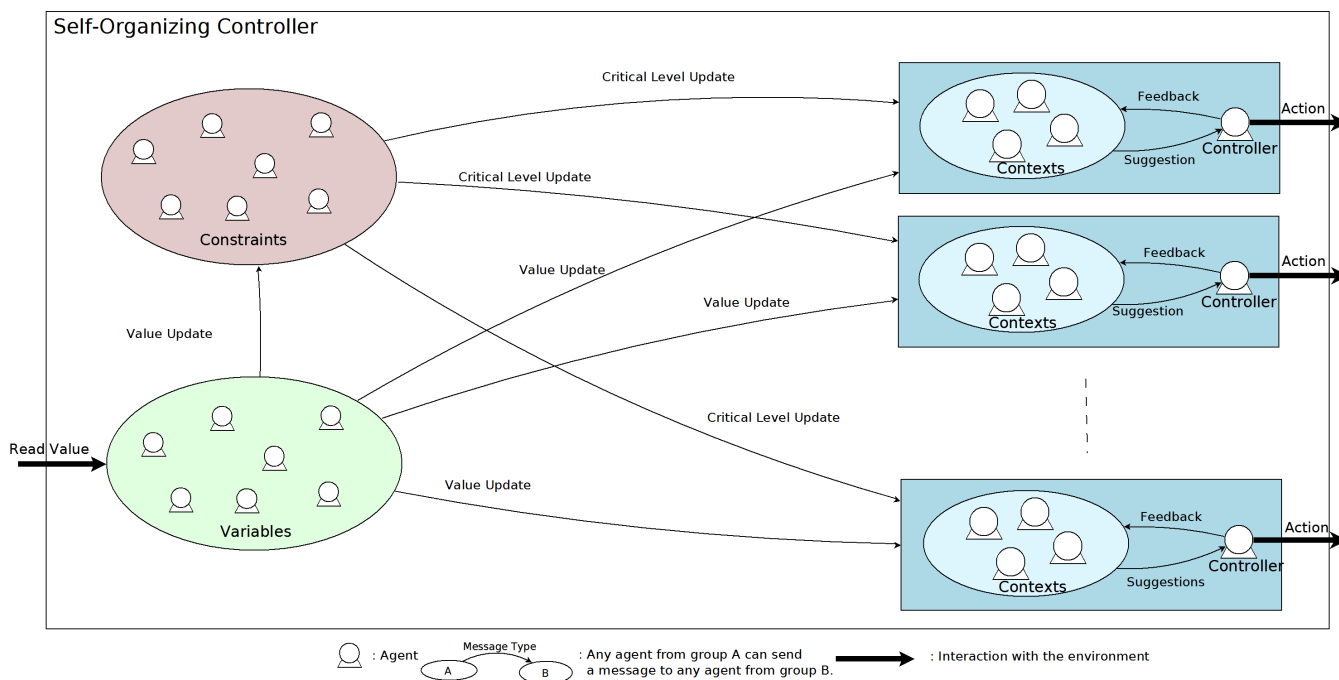 Self-Organizing Controller
Critical Level Update
Feedback
Action
Controller
Suggestion
Contexts
Critical Level Update
Constraints
Feedback
Action
Value Update
Controller
Value Update
Suggestion
Contexts
Value Update
Critical Level Update
Read Value
Value Update
Feedback
Action
Variables
Controller
Suggestions
Contexts
: Agent
Message Type
A
B
: Any agent from group A can send
a message to any agent from group B.
: Interaction with the environment